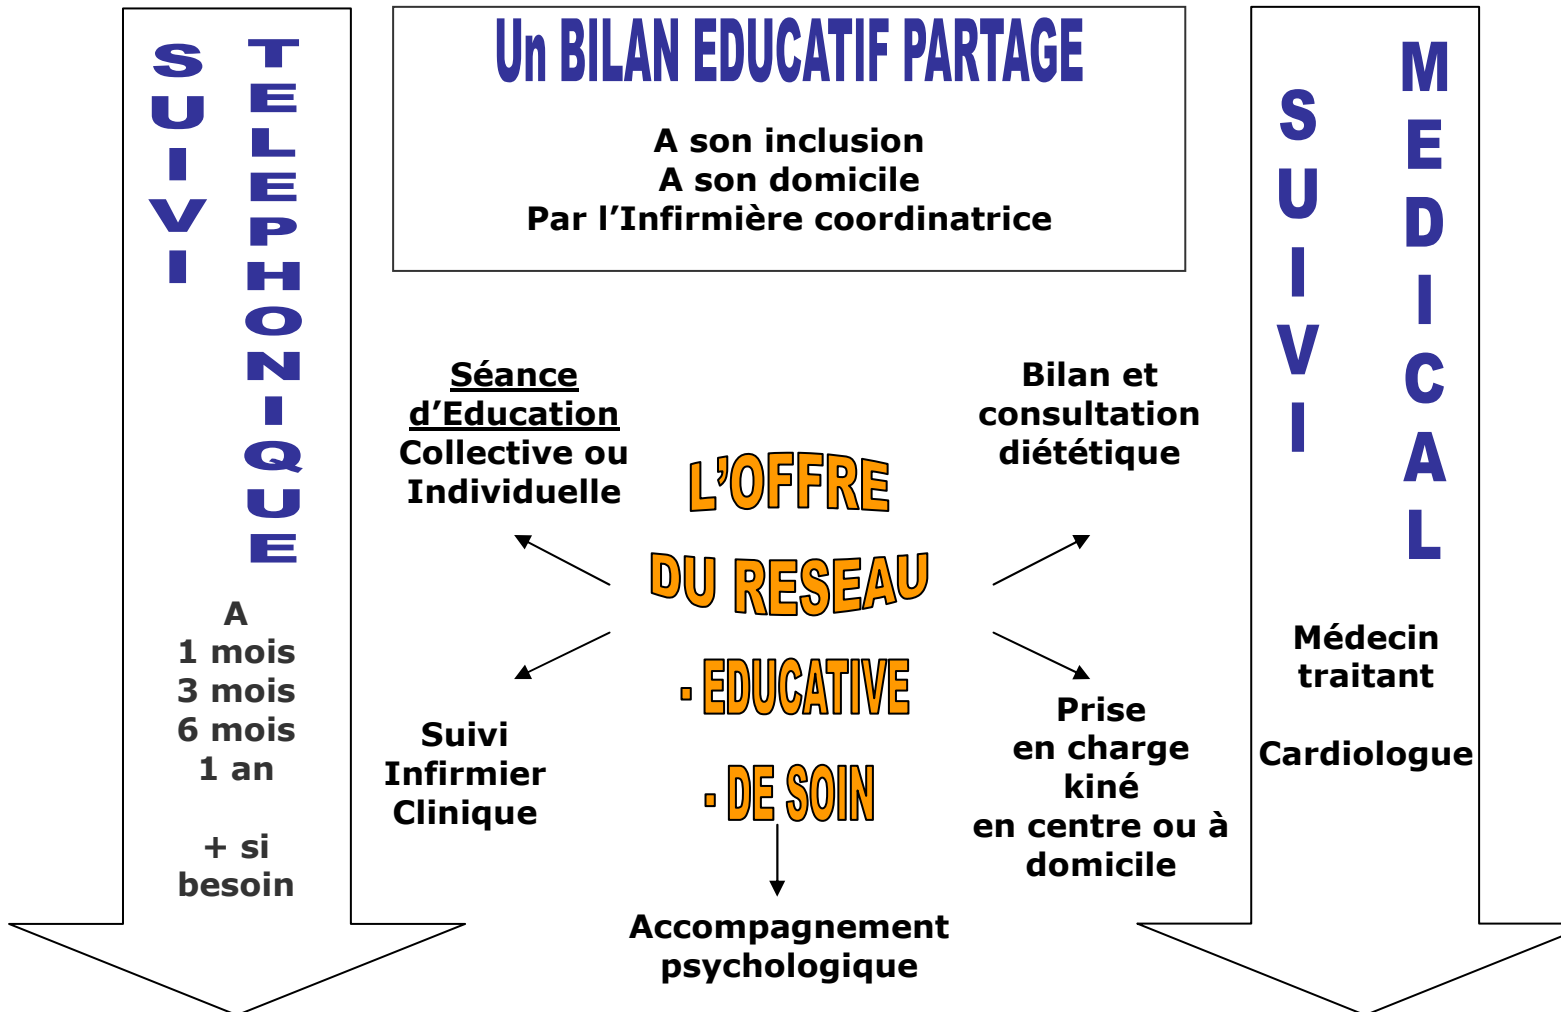 SUIVI
TELEPHONIQUE
A
1 mois
3 mois
6 mois
1 an
+ si
besoin
Un BILAN EDUCATIF PARTAGE
A son inclusion
A son domicile
Par l’Infirmière coordinatrice
Séance
d’Education
Collective ou
Individuelle
Bilan et
consultation
diététique
L’OFFRE
DU RESEAU
- EDUCATIVE
- DE SOIN
Suivi
Infirmier
Clinique
Prise
en charge
kiné
en centre ou à
domicile
Accompagnement
psychologique
SUIVI
MEDICAL
Médecin
traitant
Cardiologue